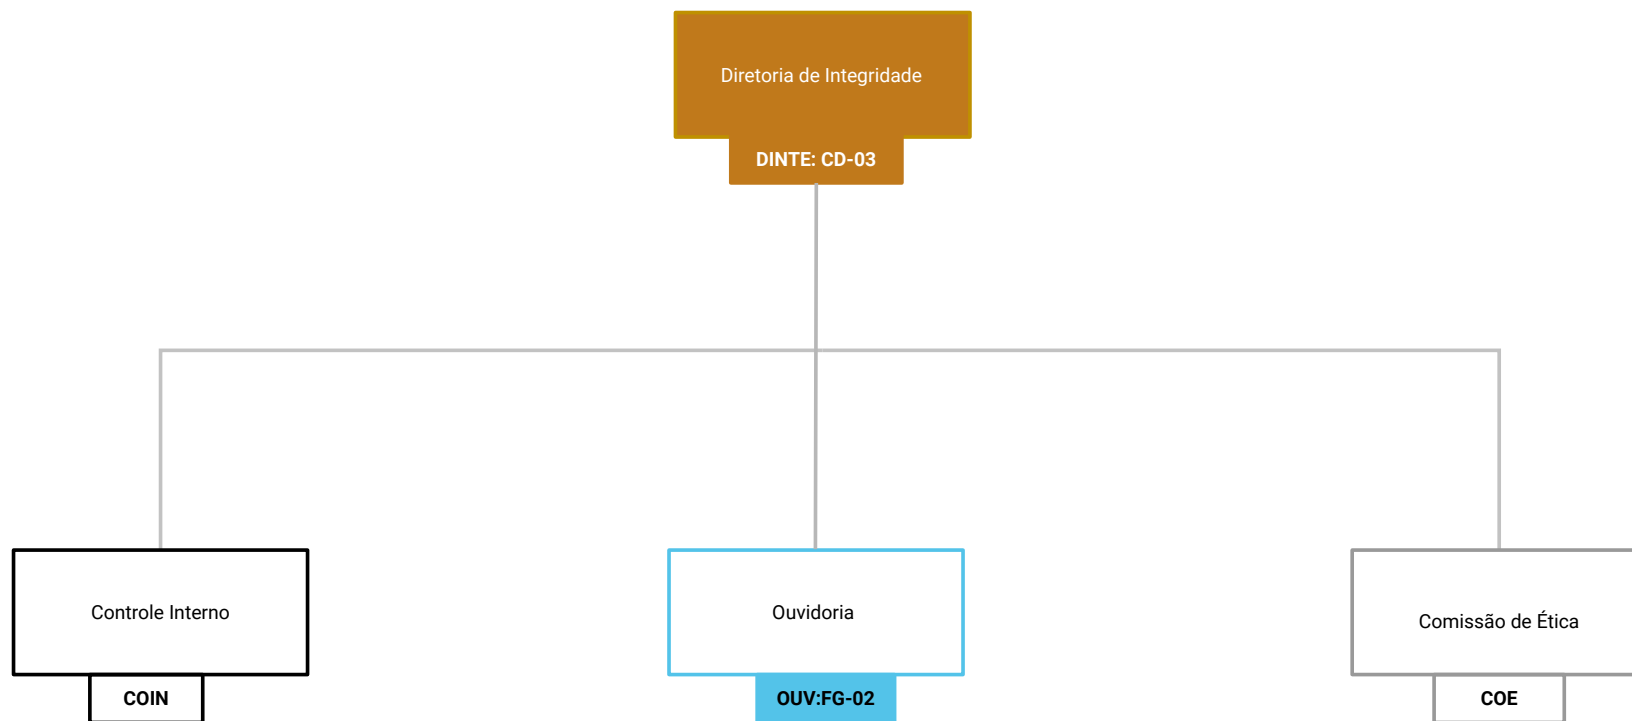 Diretoria de Integridade
DINTE: CD-03
Controle Interno
COIN
Ouvidoria
OUV:FG-02
Comissão de Ética
COE